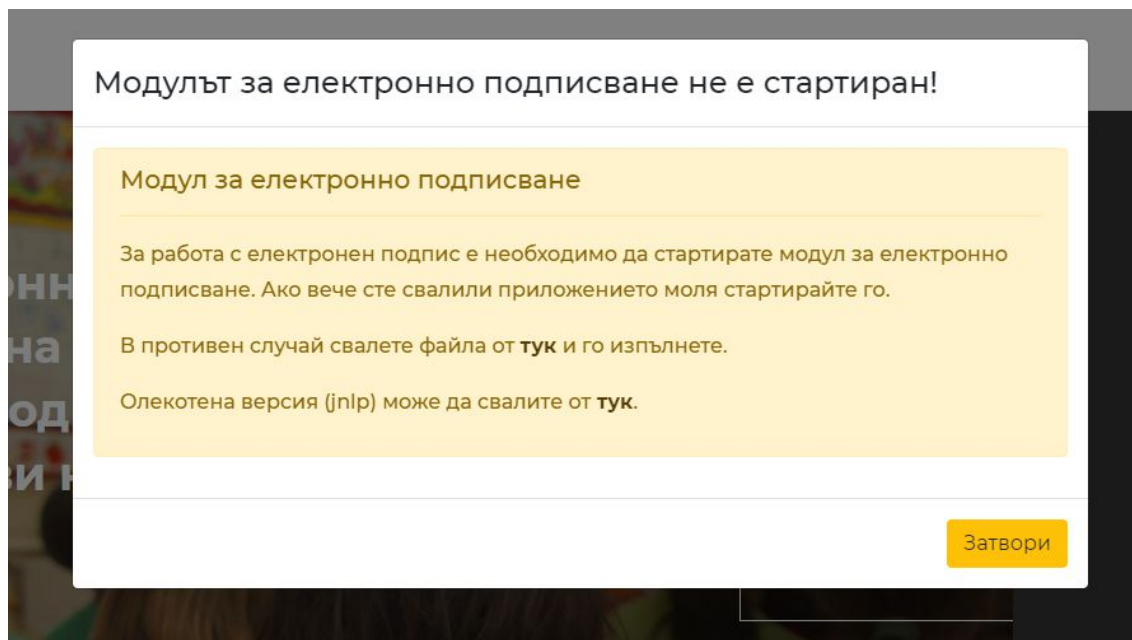 Модулът за електронно подписване не е стартиран!
Модул за електронно подписване
За работа с електронен подпис е необходимо да стартирате модул за електронно
подписване. Ако вече сте свалили приложението моля стартирайте го.
В противен случай свалете файла от тук и го изпълнете.
Олекотена версия (jnlp) може да свалите от тук.
Затвори